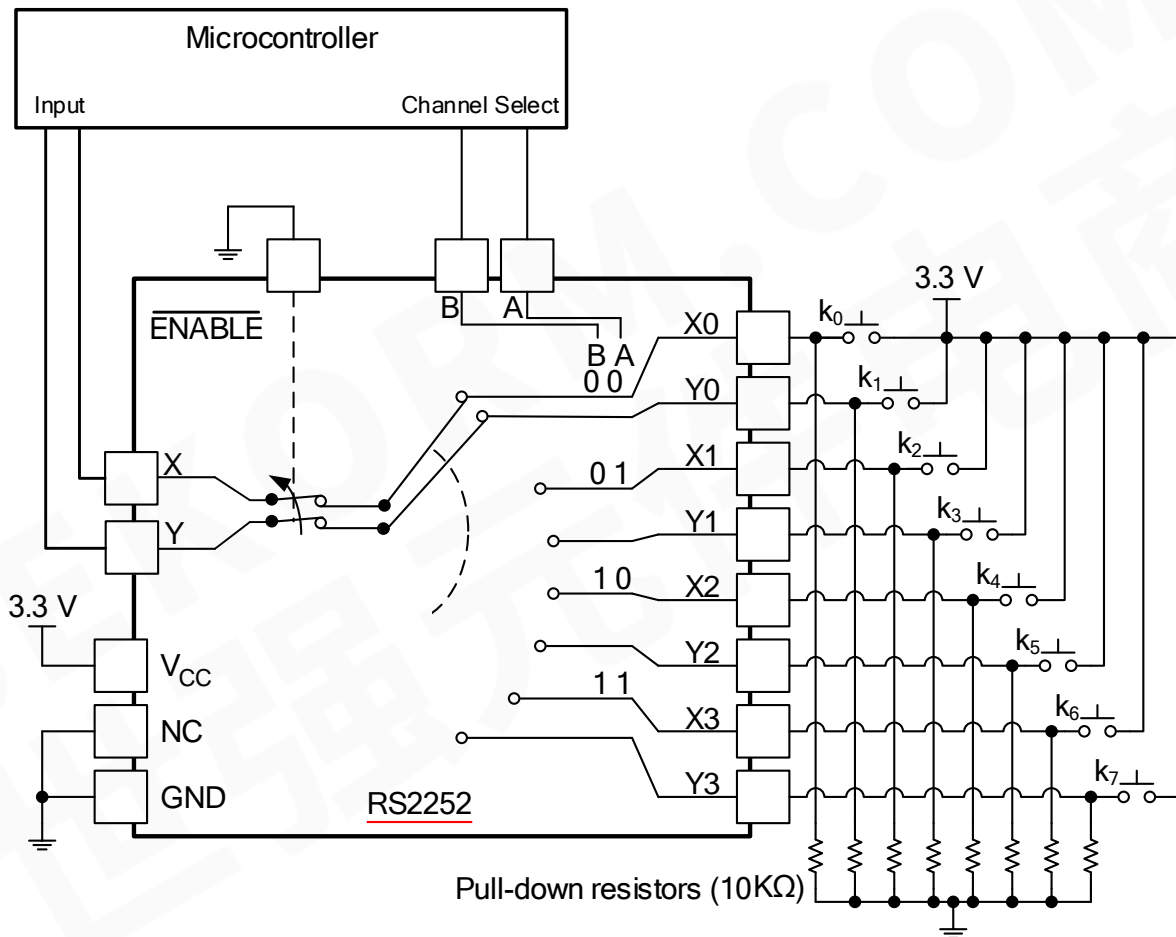 Microcontroller
Input
Channel Select
ENABLE
B
A
B A
0 0
X0
k0
3.3 V
Y0
k1
X
0 1
X1
k2
Y
Y1
k3
1 0
X2
k4
3.3 V
VCC
Y2
k5
1 1
NC
X3
k6
GND
RS2252
Y3
k7
Pull-down resistors (10KΩ)